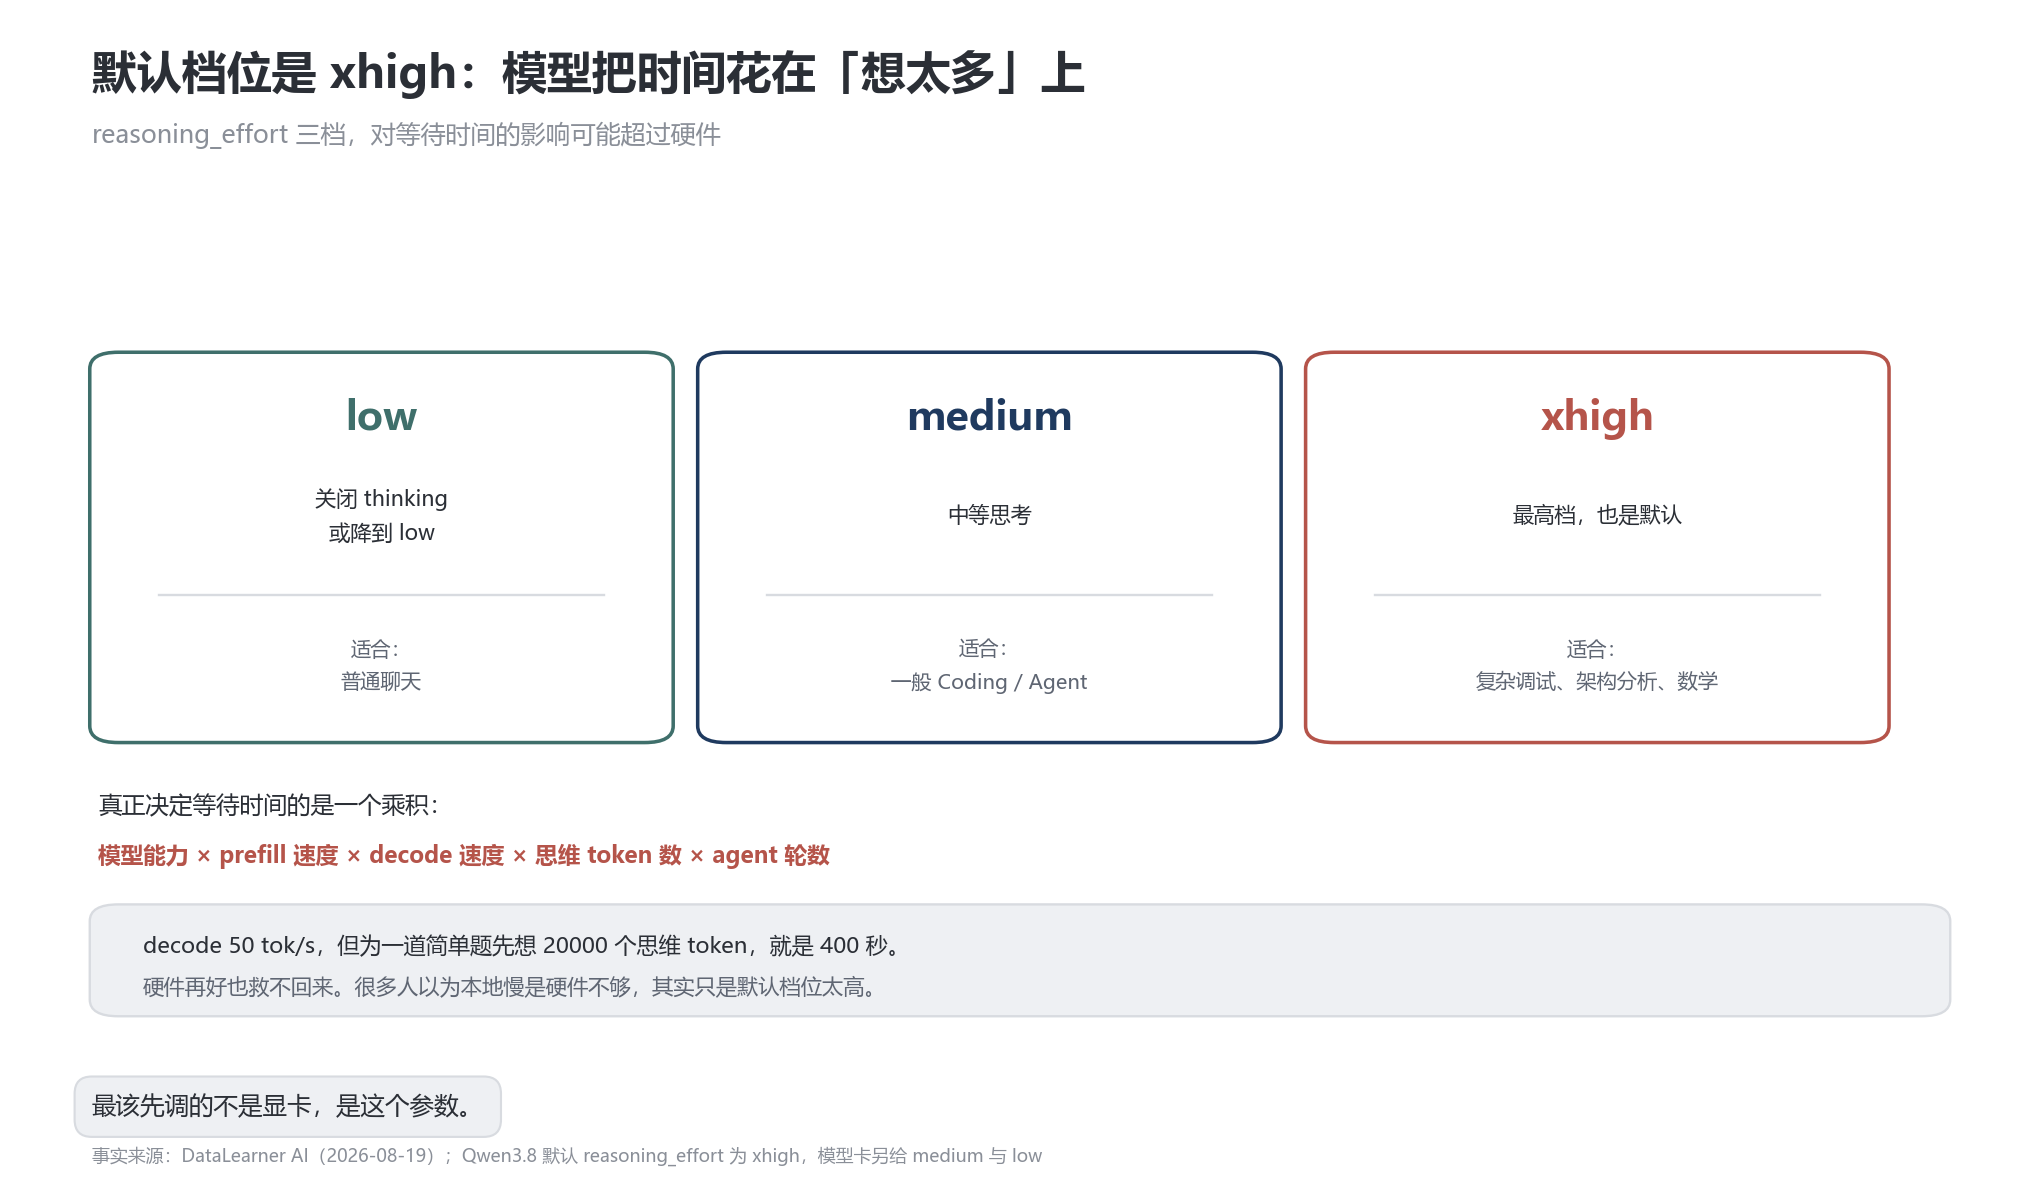 默认档位是 xhigh：模型把时间花在「想太多」上
reasoning_effort 三档，对等待时间的影响可能超过硬件
low
关闭 thinking
或降到 low
适合：
普通聊天
medium
中等思考
适合：
一般 Coding / Agent
xhigh
最高档，也是默认
适合：
复杂调试、架构分析、数学
真正决定等待时间的是一个乘积：
模型能力 × prefill 速度 × decode 速度 × 思维 token 数 × agent 轮数
decode 50 tok/s，但为一道简单题先想 20000 个思维 token，就是 400 秒。
硬件再好也救不回来。很多人以为本地慢是硬件不够，其实只是默认档位太高。
最该先调的不是显卡，是这个参数。
事实来源：DataLearner AI（2026-08-19）；Qwen3.8 默认 reasoning_effort 为 xhigh，模型卡另给 medium 与 low